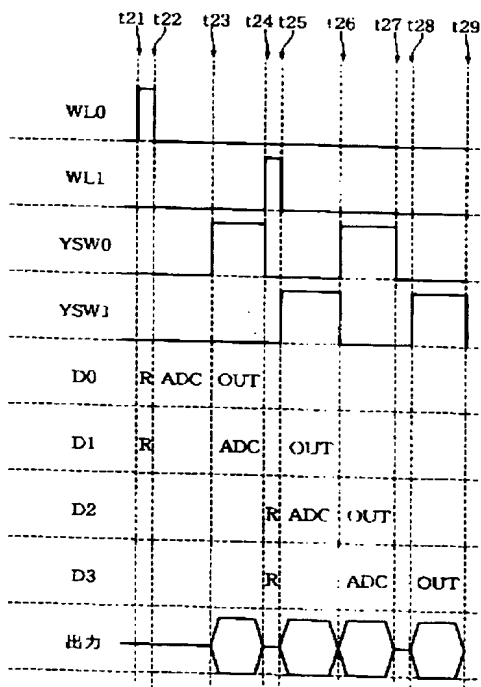 t21 t22 t23 t24 t25 t26 t27 t28 t29
WL0
WL1
YSW0
YSW1
D0 R ADC OUT
D1 R ADC OUT
D2 R ADC OUT
D3 R ADC OUT
出力